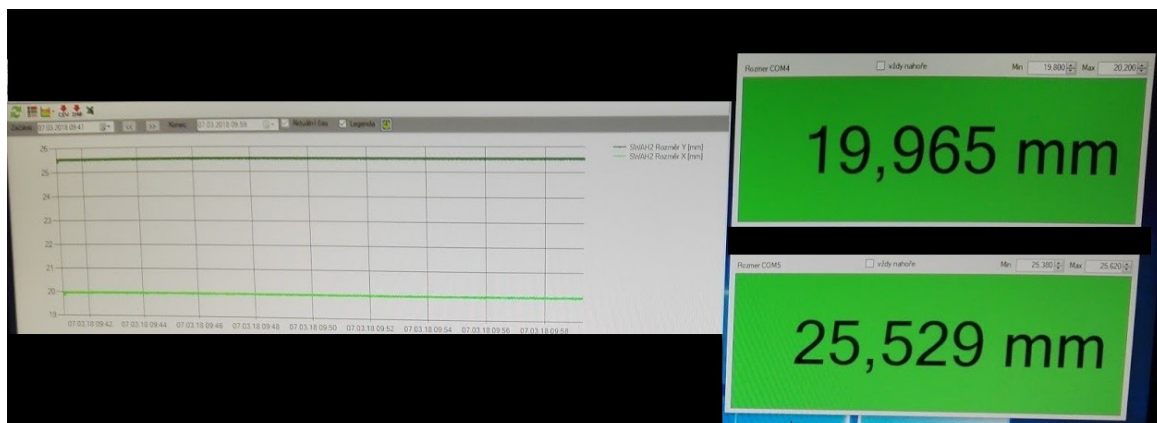 Rozmer COM4 vždy nahoře Min 19.800 Max 20.200
19,965 mm
CSV
Začátek 07.03.2018 09:41 << >> Konec 07.03.2018 09:59 Aktuální čas Legenda
26
25
24
23
22
21
20
19
07.03.18 09:42 07.03.18 09:44 07.03.18 09:46 07.03.18 09:48 07.03.18 09:50 07.03.18 09:52 07.03.18 09:54 07.03.18 09:56 07.03.18 09:58
SWAH2 Rozměr Y [mm]
SWAH2 Rozměr X [mm]
Rozmer COM5 vždy nahoře Min 25,380 Max 25,620
25,529 mm